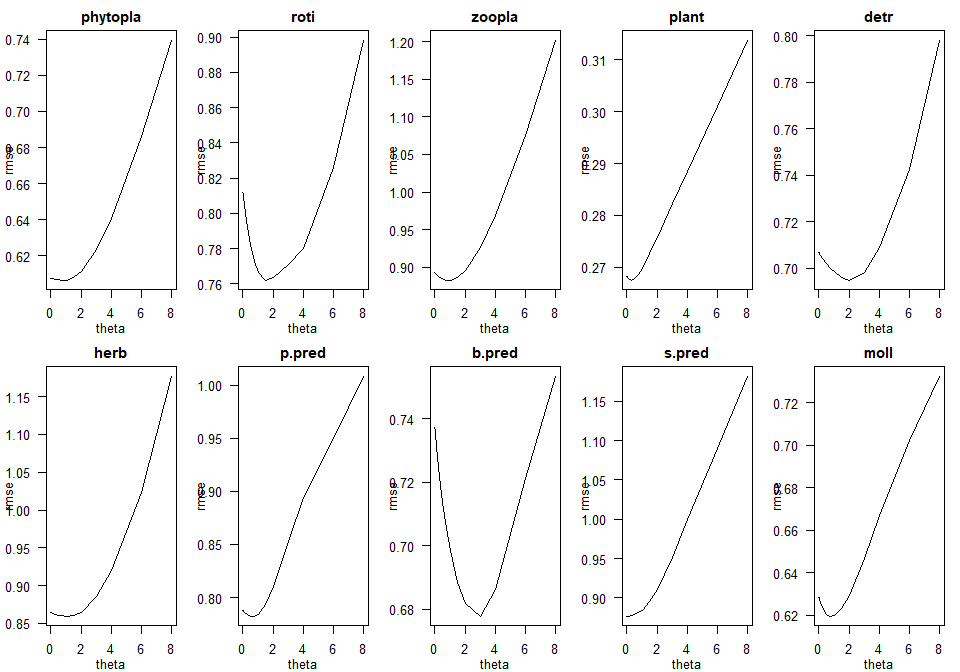 phytopla
roti
zoopla
plant
detr
rmse
0.74
0.72
0.70
0.68
0.66
0.64
0.62
0 2 4 6 8
theta
rmse
0.90
0.88
0.86
0.84
0.82
0.80
0.78
0.76
0 2 4 6 8
theta
rmse
1.20
1.15
1.10
1.05
1.00
0.95
0.90
0 2 4 6 8
theta
rmse
0.31
0.30
0.29
0.28
0.27
0 2 4 6 8
theta
rmse
0.80
0.78
0.76
0.74
0.72
0.70
0 2 4 6 8
theta
herb
p.pred
b.pred
s.pred
moll
rmse
1.15
1.10
1.05
1.00
0.95
0.90
0.85
0 2 4 6 8
theta
rmse
1.00
0.95
0.90
0.85
0.80
0 2 4 6 8
theta
rmse
0.74
0.72
0.70
0.68
0 2 4 6 8
theta
rmse
1.15
1.10
1.05
1.00
0.95
0.90
0 2 4 6 8
theta
rmse
0.72
0.70
0.68
0.66
0.64
0.62
0 2 4 6 8
theta